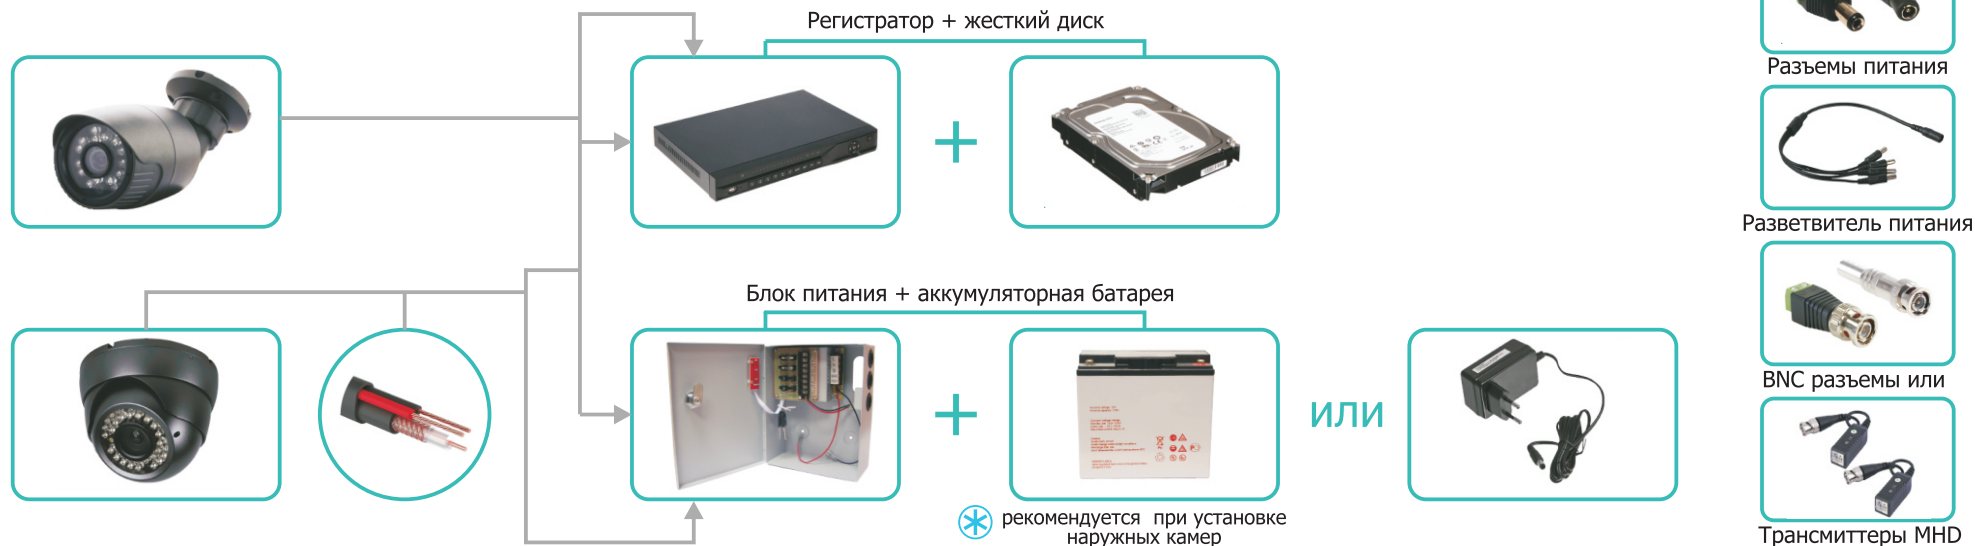 Регистратор + жесткий диск
Разъемы питания
Разветвитель питания
Блок питания + аккумуляторная батарея
BNC разъемы или
или
рекомендуется при установке
наружных камер
Трансмиттеры MHD